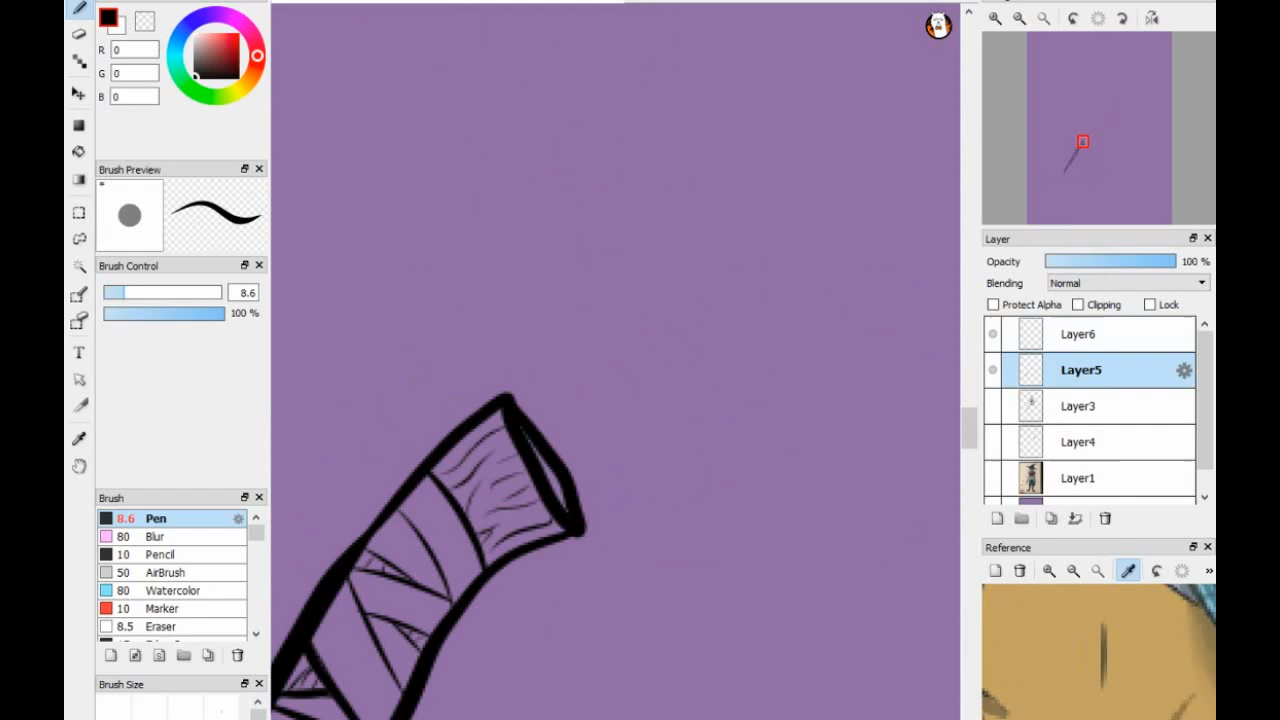 R 0
G 0
B 0
Brush Preview
Brush Control
8.6
100 %
Brush
8.6 Pen
80 Blur
10 Pencil
50 AirBrush
80 Watercolor
10 Marker
8.5 Eraser
Brush Size
Layer
Opacity 100 %
Blending Normal
Protect Alpha Clipping Lock
Layer6
Layer5
Layer3
Layer4
Layer1
Reference